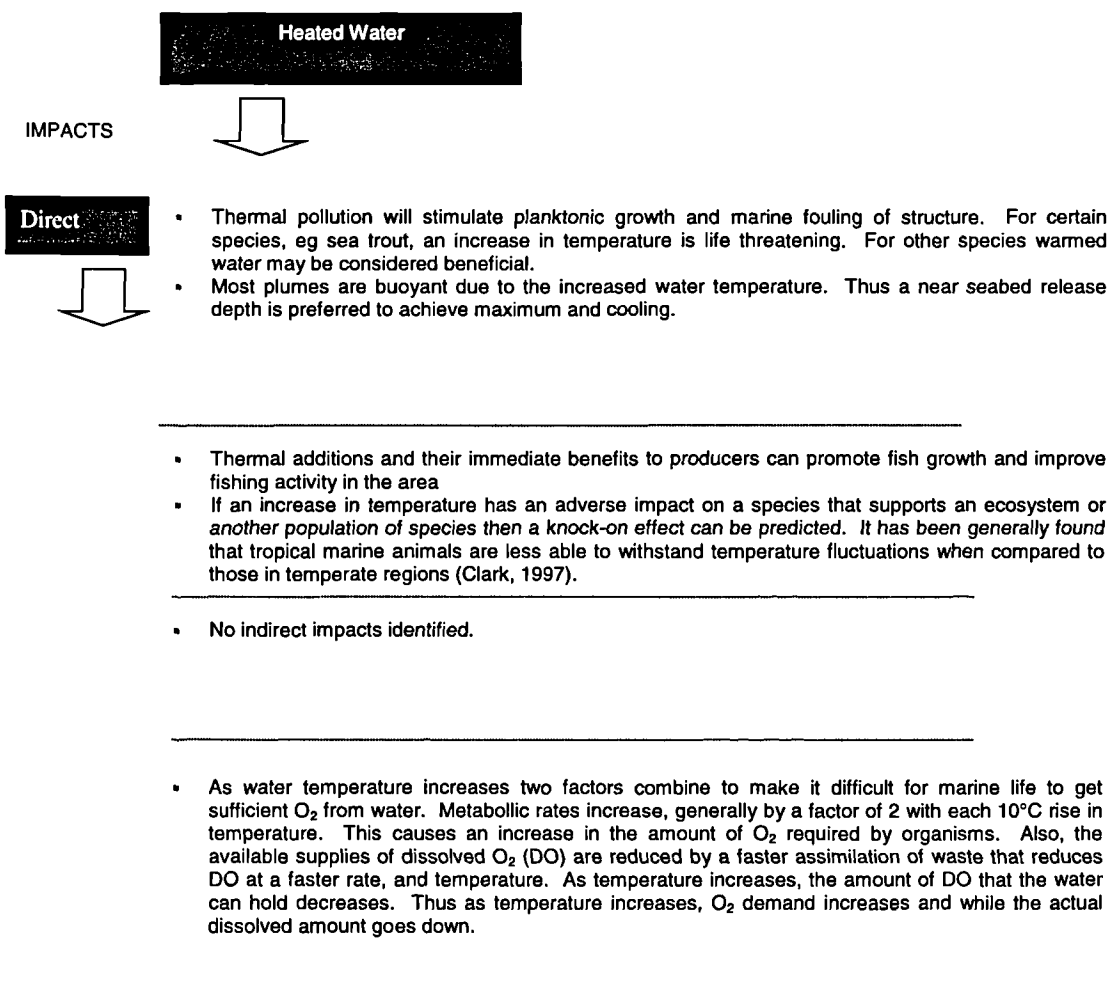 Heated Water
IMPACTS
Direct
▪ Thermal pollution will stimulate planktonic growth and marine fouling of structure. For certain
species, eg sea trout, an increase in temperature is life threatening. For other species warmed
water may be considered beneficial.
▪ Most plumes are buoyant due to the increased water temperature. Thus a near seabed release
depth is preferred to achieve maximum and cooling.
▪ Thermal additions and their immediate benefits to producers can promote fish growth and improve
fishing activity in the area
▪ If an increase in temperature has an adverse impact on a species that supports an ecosystem or
another population of species then a knock-on effect can be predicted. It has been generally found
that tropical marine animals are less able to withstand temperature fluctuations when compared to
those in temperate regions (Clark, 1997).
▪ No indirect impacts identified.
▪ As water temperature increases two factors combine to make it difficult for marine life to get
sufficient O₂ from water. Metabollic rates increase, generally by a factor of 2 with each 10°C rise in
temperature. This causes an increase in the amount of O₂ required by organisms. Also, the
available supplies of dissolved O₂ (DO) are reduced by a faster assimilation of waste that reduces
DO at a faster rate, and temperature. As temperature increases, the amount of DO that the water
can hold decreases. Thus as temperature increases, O₂ demand increases and while the actual
dissolved amount goes down.